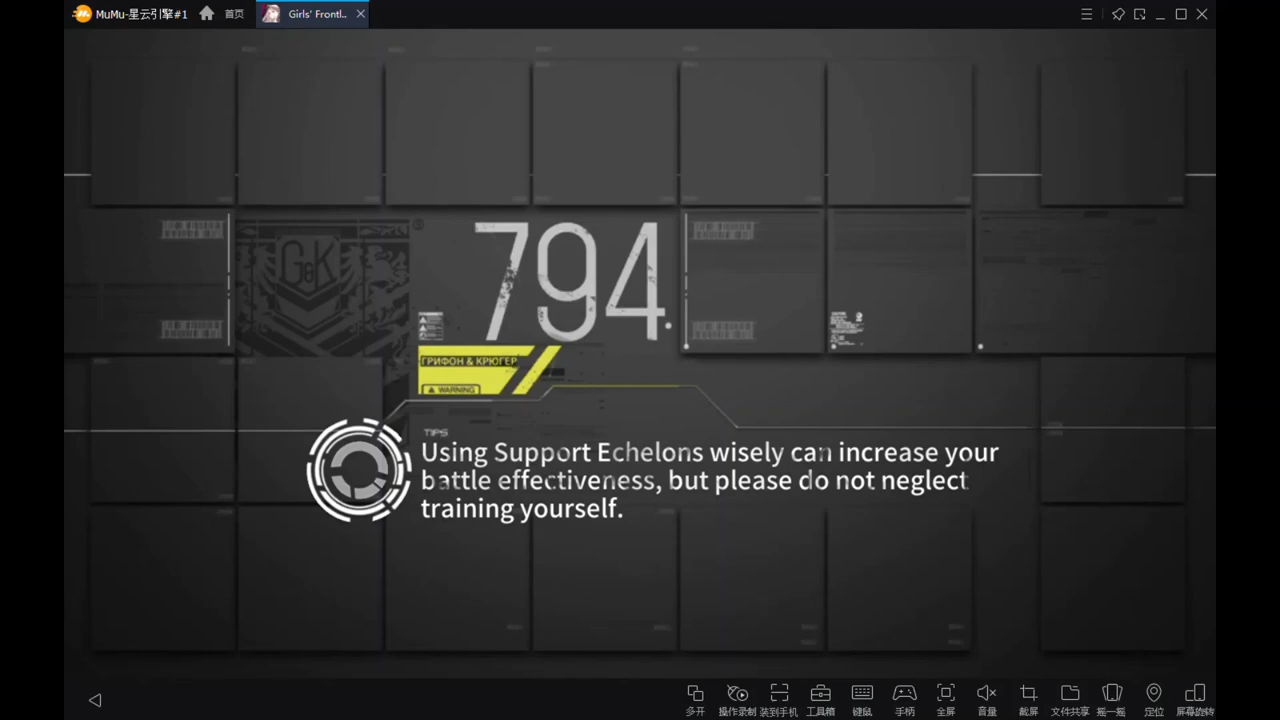 MuMu-星云引擎#1
首页
Girls' Frontl..
G&K
794.
ГРИФОН & КРЮГЕР
WARNING
TIPS
Using Support Echelons wisely can increase your
battle effectiveness, but please do not neglect
training yourself.
多开
操作录制
装到手机
工具箱
键鼠
手柄
全屏
音量
截屏
文件共享
摇一摇
定位
屏幕旋转